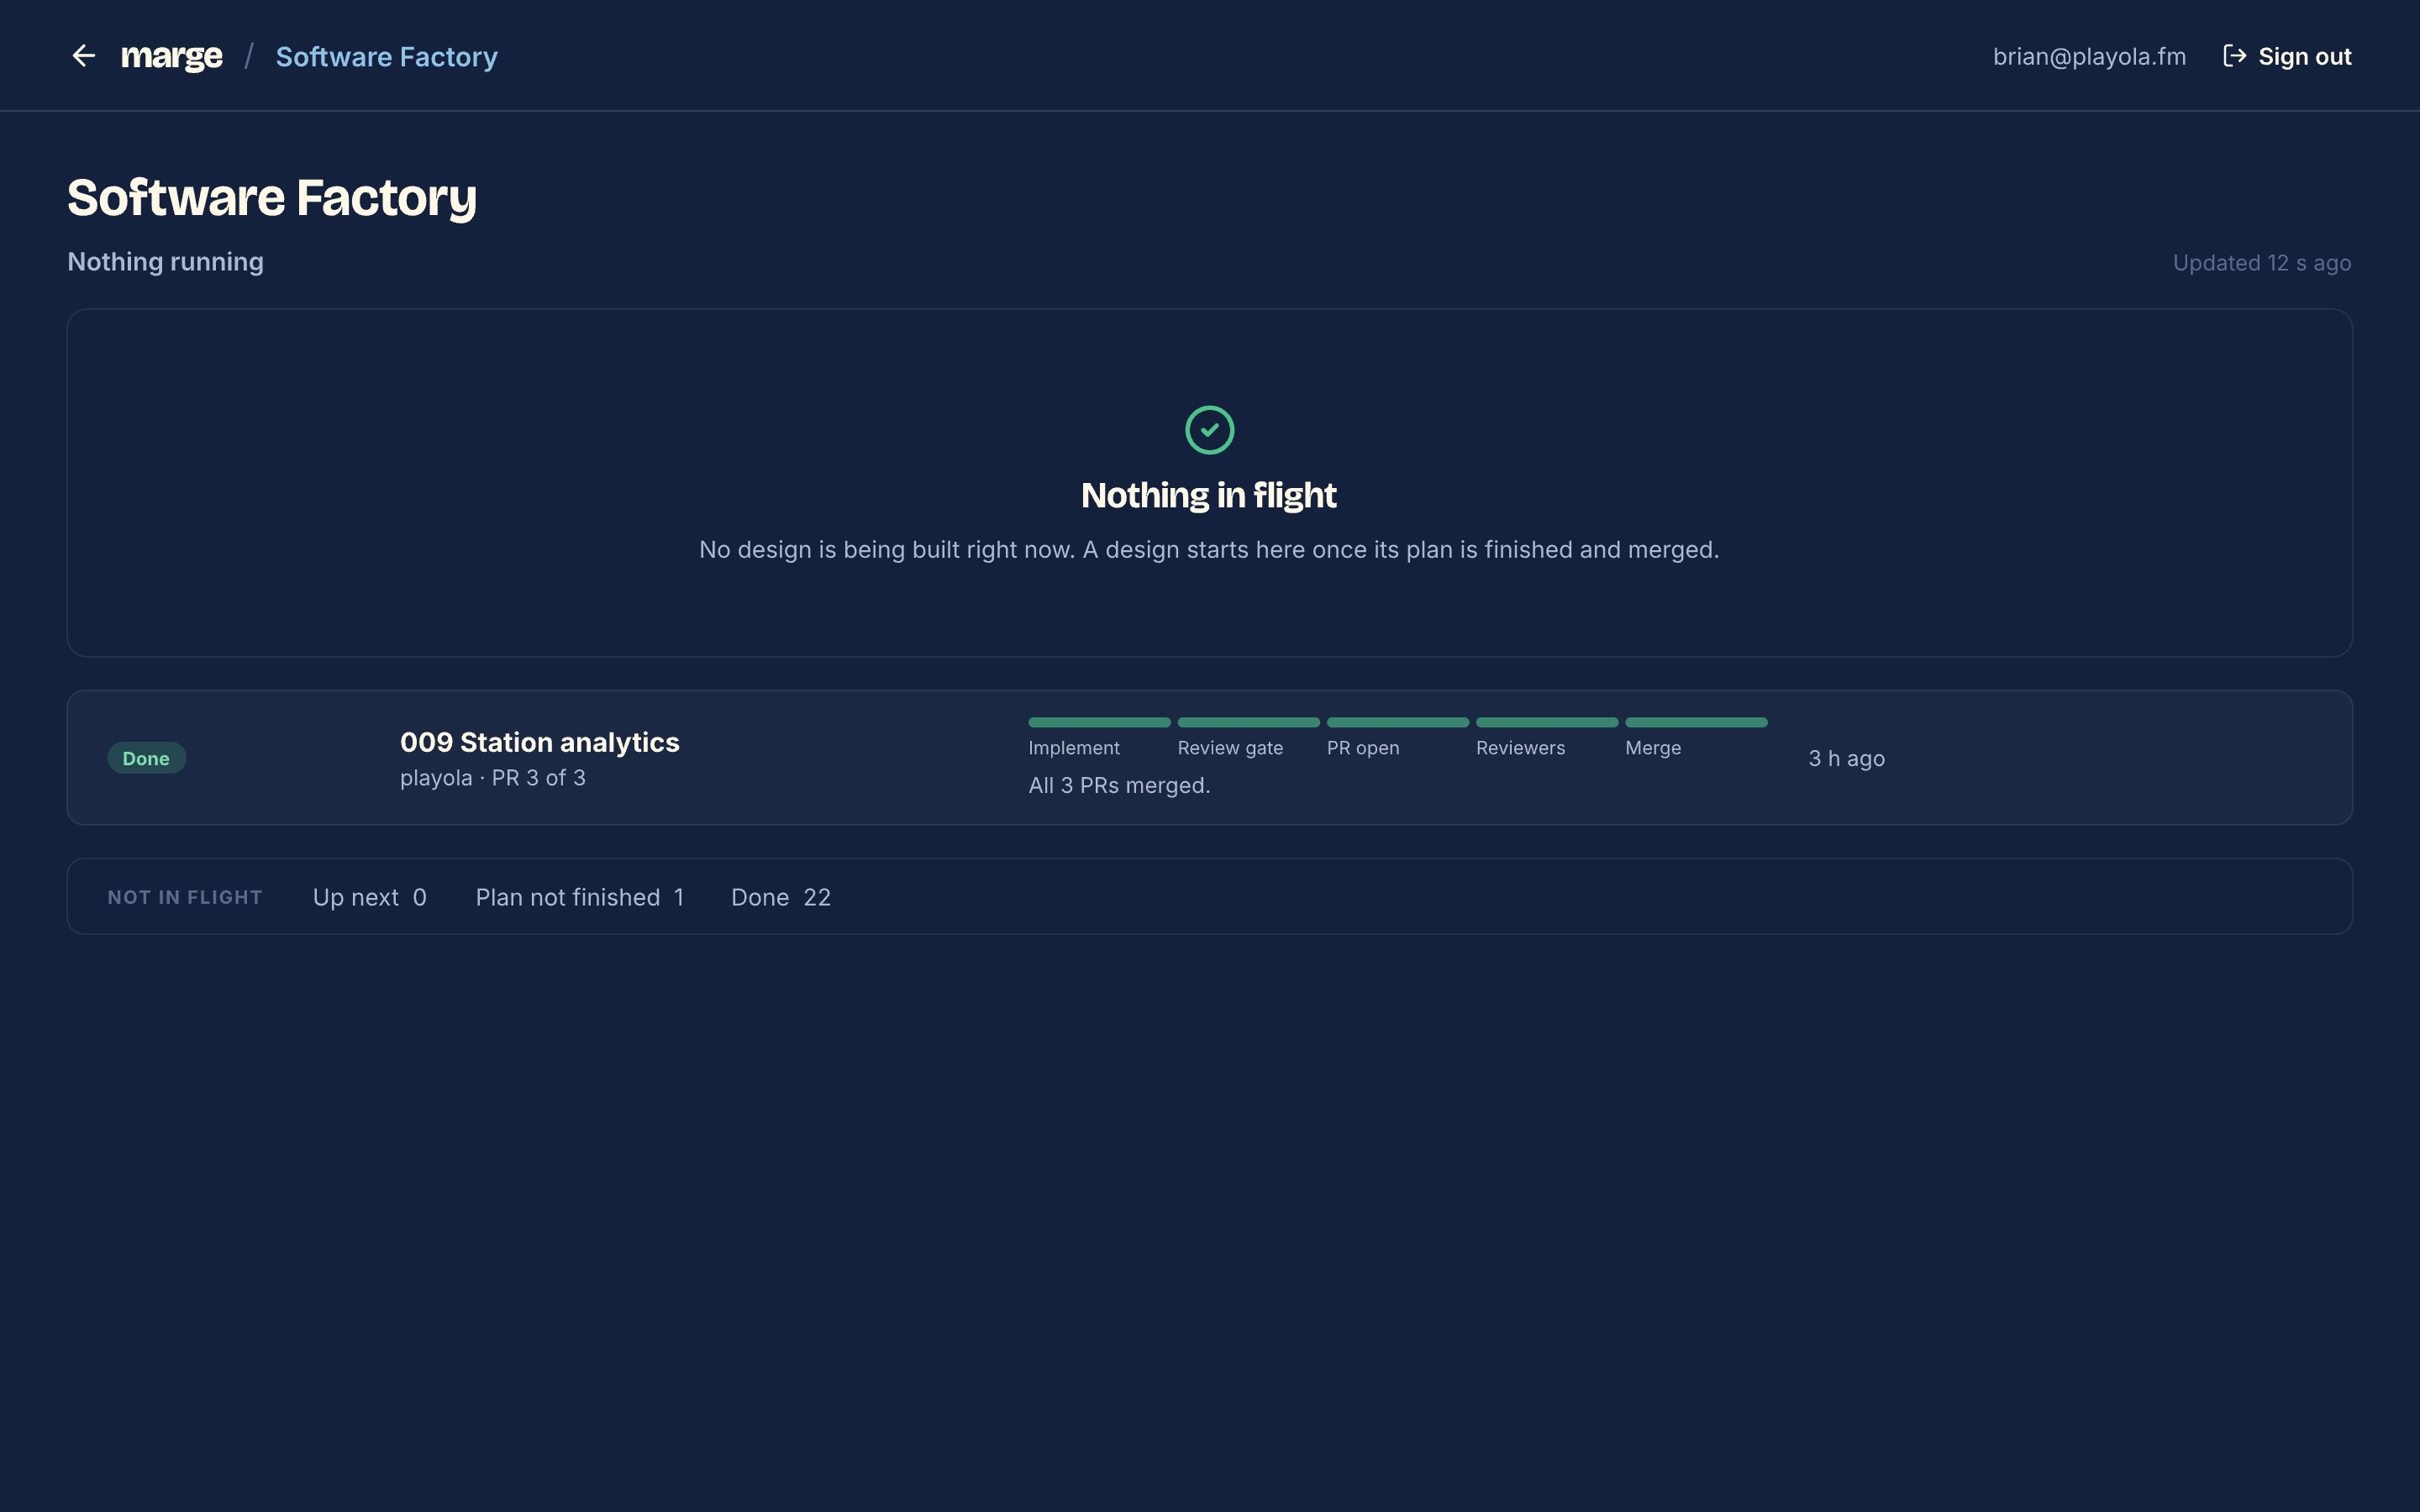 marge / Software Factory
brian@playola.fm Sign out
Software Factory
Nothing running
Updated 12 s ago
Nothing in flight
No design is being built right now. A design starts here once its plan is finished and merged.
Done
009 Station analytics
playola · PR 3 of 3
Implement Review gate PR open Reviewers Merge
All 3 PRs merged.
3 h ago
NOT IN FLIGHT Up next 0 Plan not finished 1 Done 22